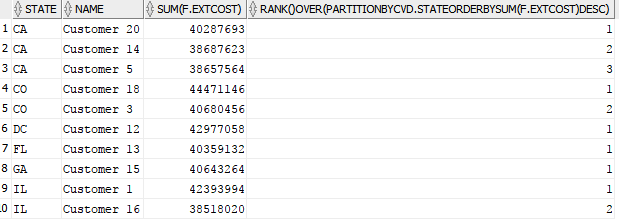 STATE NAME SUM(F.EXTCOST) RANK()OVER(PARTITIONBYCVD.STATEORDERBYSUM(F.EXTCOST)DESC)
1 CA Customer 20 40287693 1
2 CA Customer 14 38687623 2
3 CA Customer 5 38657564 3
4 CO Customer 18 44471146 1
5 CO Customer 3 40680456 2
6 DC Customer 12 42977058 1
7 FL Customer 13 40359132 1
8 GA Customer 15 40643264 1
9 IL Customer 1 42393994 1
10 IL Customer 16 38518020 2